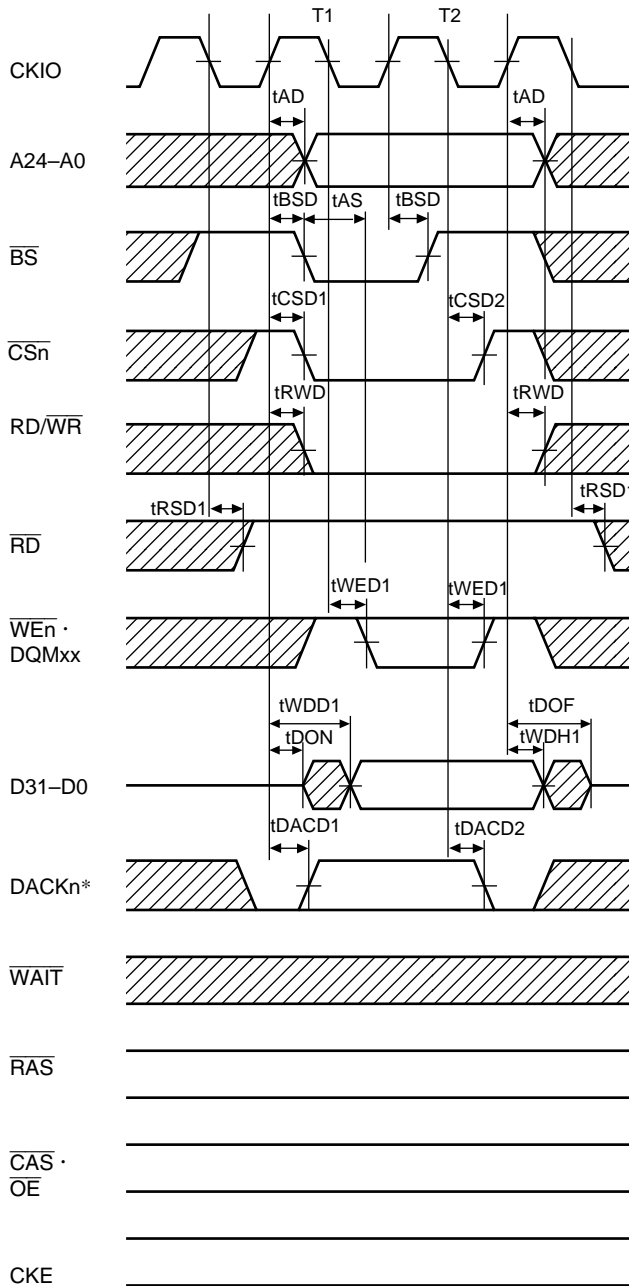 T1 T2
CKIO
tAD tAD
A24–A0
tBSD tAS tBSD
BS
tCSD1 tCSD2
CSn
tRWD tRWD
RD/WR
tRSD1 tRSD1
RD
tWED1 tWED1
WEn ·
DQMxx
tWDD1 tDOF
tDON tWDH1
D31–D0
tDACD1 tDACD2
DACKn*
WAIT
RAS
CAS ·
OE
CKE